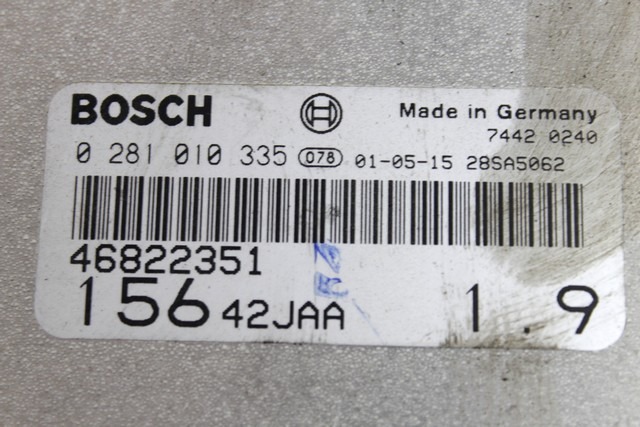 BOSCH Made in Germany
7442 0240
0 281 010 335 078 01-05-15 28SA5062
46822351
156 42JAA 1.9